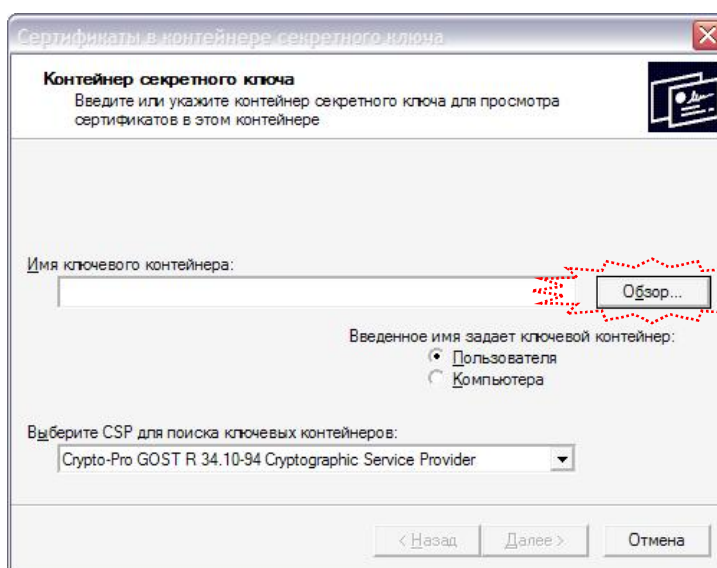 Сертификаты в контейнере секретного ключа
Контейнер секретного ключа
Введите или укажите контейнер секретного ключа для просмотра
сертификатов в этом контейнере
Имя ключевого контейнера:
Обзор...
Введенное имя задает ключевой контейнер:
Пользователя
Компьютера
Выберите CSP для поиска ключевых контейнеров:
Crypto-Pro GOST R 34.10-94 Cryptographic Service Provider
< Назад
Далее >
Отмена